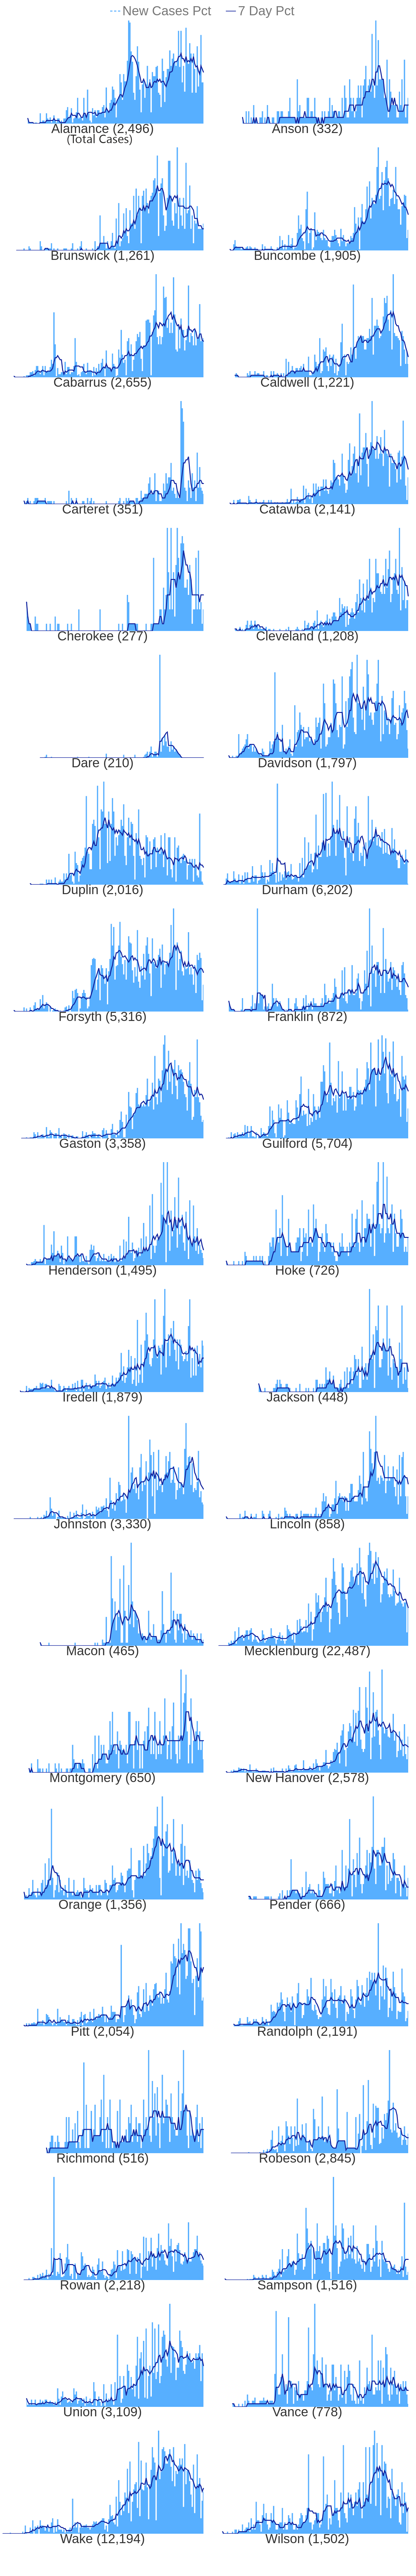 New Cases Pct 7 Day Pct
Alamance (2,496) Anson (332)
(Total Cases)
Brunswick (1,261) Buncombe (1,905)
Cabarrus (2,655) Caldwell (1,221)
Carteret (351) Catawba (2,141)
Cherokee (277) Cleveland (1,208)
Dare (210) Davidson (1,797)
Duplin (2,016) Durham (6,202)
Forsyth (5,316) Franklin (872)
Gaston (3,358) Guilford (5,704)
Henderson (1,495) Hoke (726)
Iredell (1,879) Jackson (448)
Johnston (3,330) Lincoln (858)
Macon (465) Mecklenburg (22,487)
Montgomery (650) New Hanover (2,578)
Orange (1,356) Pender (666)
Pitt (2,054) Randolph (2,191)
Richmond (516) Robeson (2,845)
Rowan (2,218) Sampson (1,516)
Union (3,109) Vance (778)
Wake (12,194) Wilson (1,502)